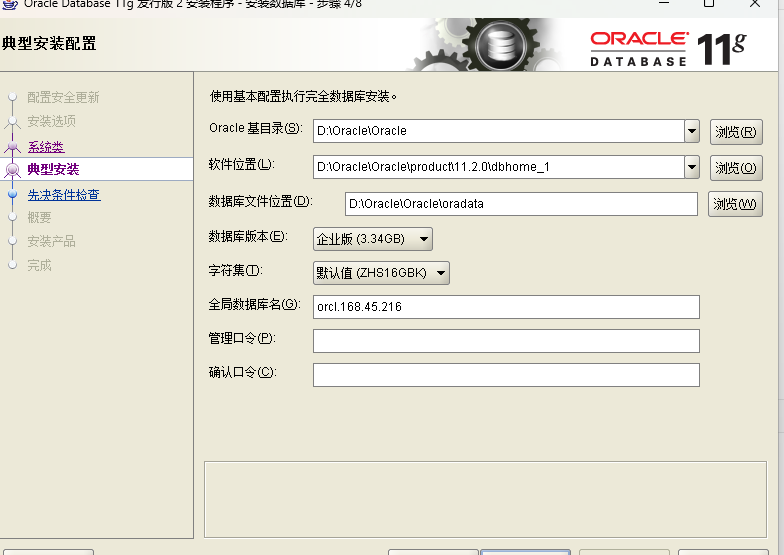 Oracle Database 11g 发行版 2 安装程序 - 安装数据库 - 步骤 4/8
典型安装配置
ORACLE
DATABASE
11g
配置安全更新
安装选项
系统类
典型安装
先决条件检查
概要
安装产品
完成
使用基本配置执行完全数据库安装。
Oracle 基目录(S): D:\Oracle\Oracle 浏览(R)
软件位置(L): D:\Oracle\Oracle\product\11.2.0\dbhome_1 浏览(O)
数据库文件位置(D): D:\Oracle\Oracle\oradata 浏览(W)
数据库版本(E): 企业版 (3.34GB)
字符集(T): 默认值 (ZHS16GBK)
全局数据库名(G): orcl.168.45.216
管理口令(P):
确认口令(C):